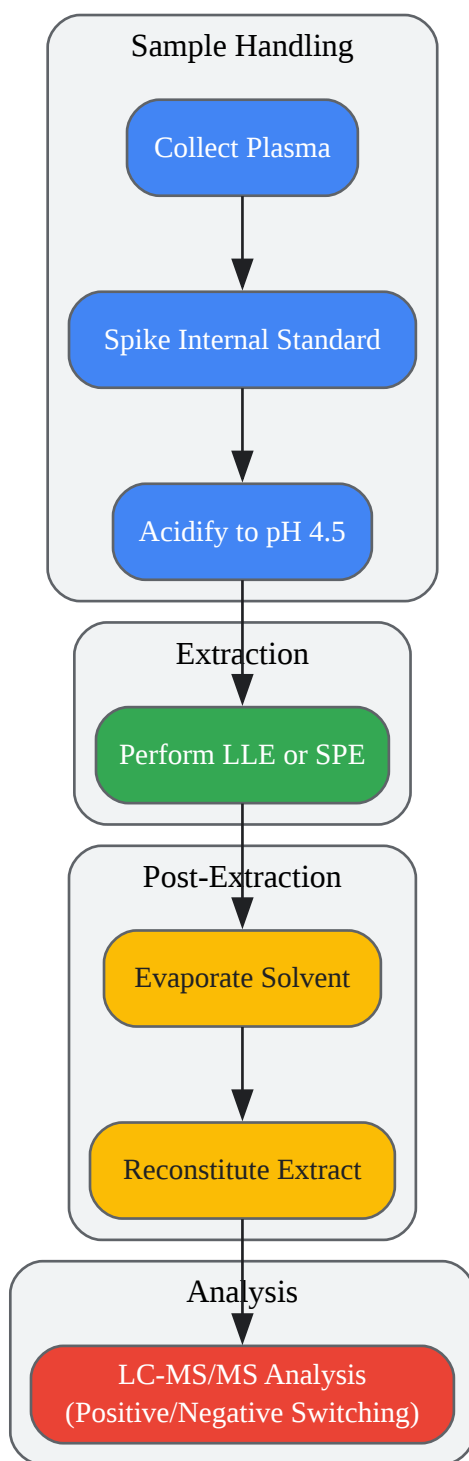 Sample Handling
Collect Plasma
Spike Internal Standard
Acidify to pH 4.5
Extraction
Perform LLE or SPE
Post-Extraction
Evaporate Solvent
Reconstitute Extract
Analysis
LC-MS/MS Analysis
(Positive/Negative Switching)